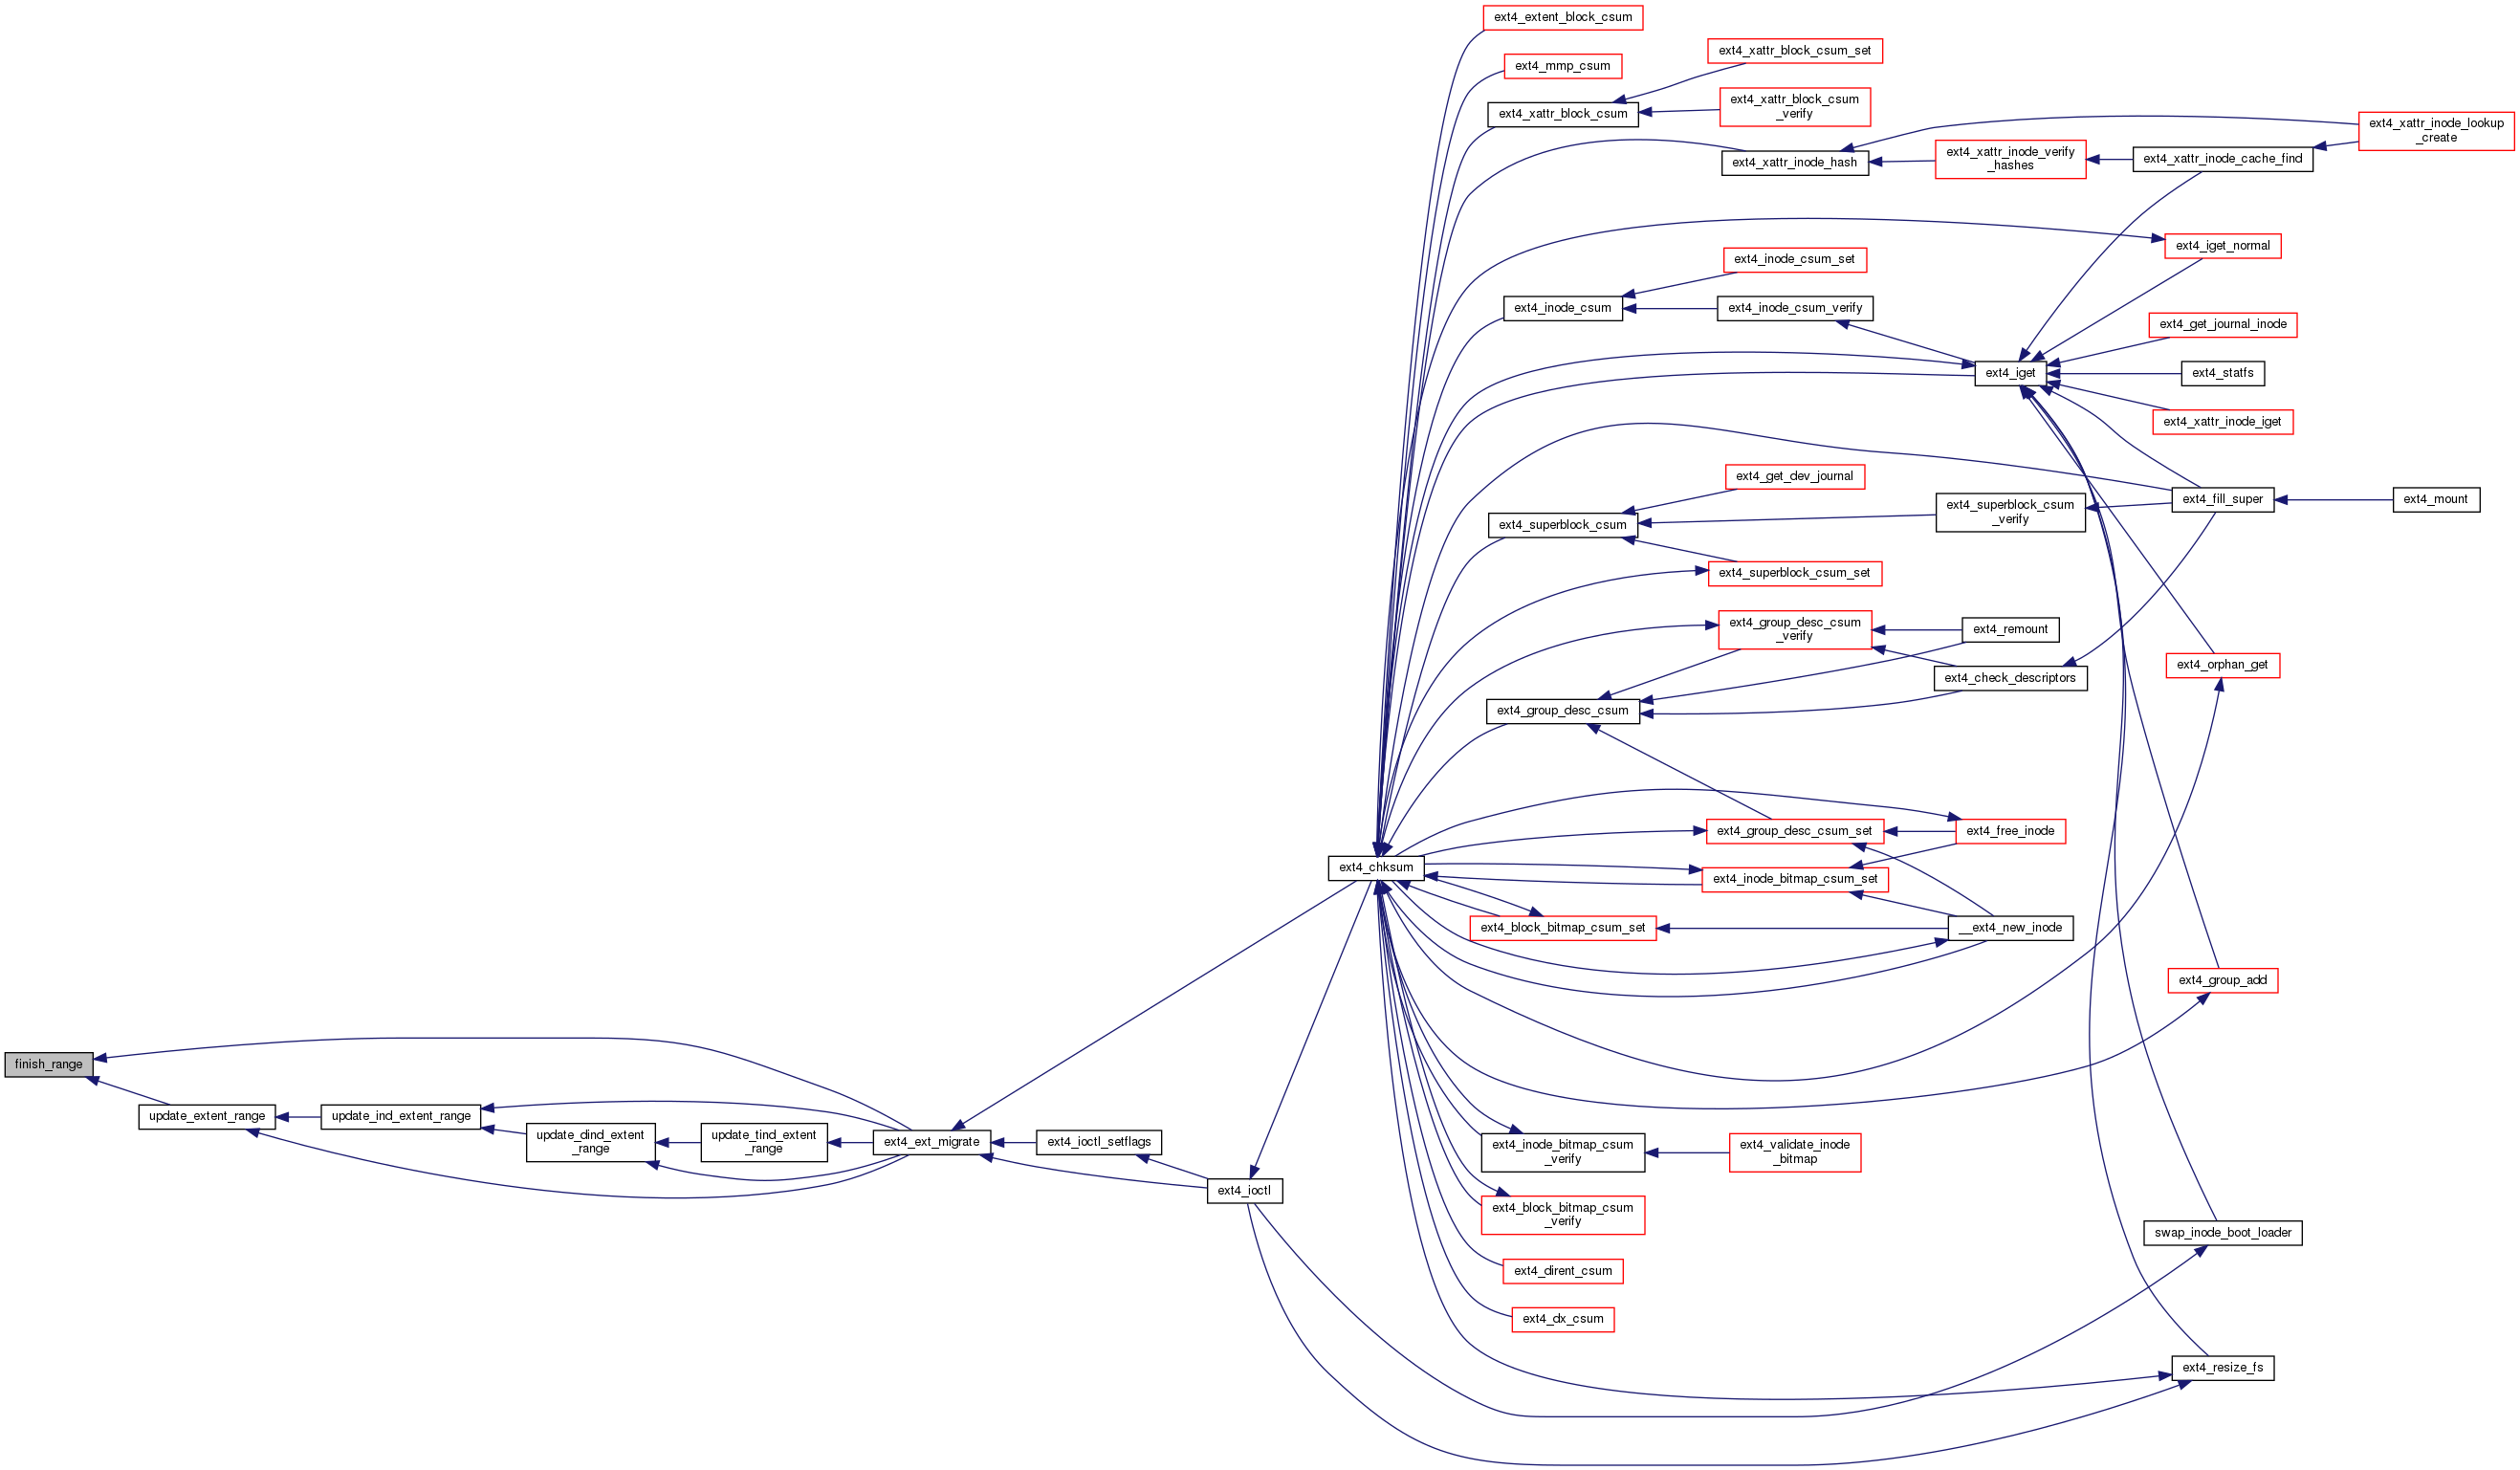 ext4_extent_block_csum
ext4_xattr_block_csum_set
ext4_mmp_csum
ext4_xattr_block_csum
_verify
ext4_xattr_block_csum
ext4_xattr_inode_lookup
_create
ext4_xattr_inode_hash
ext4_xattr_inode_verify
_hashes
ext4_xattr_inode_cache_find
ext4_iget_normal
ext4_inode_csum_set
ext4_inode_csum
ext4_inode_csum_verify
ext4_get_journal_inode
ext4_iget
ext4_statfs
ext4_xattr_inode_iget
ext4_get_dev_journal
ext4_superblock_csum
ext4_superblock_csum
_verify
ext4_fill_super
ext4_mount
ext4_superblock_csum_set
ext4_group_desc_csum
_verify
ext4_remount
ext4_check_descriptors
ext4_orphan_get
ext4_group_desc_csum
ext4_group_desc_csum_set
ext4_free_inode
ext4_chksum
ext4_inode_bitmap_csum_set
ext4_block_bitmap_csum_set
__ext4_new_inode
ext4_group_add
finish_range
update_extent_range
update_ind_extent_range
update_dind_extent
_range
update_tind_extent
_range
ext4_ext_migrate
ext4_ioctl_setflags
ext4_inode_bitmap_csum
_verify
ext4_validate_inode
_bitmap
ext4_ioctl
ext4_block_bitmap_csum
_verify
swap_inode_boot_loader
ext4_dirent_csum
ext4_dx_csum
ext4_resize_fs